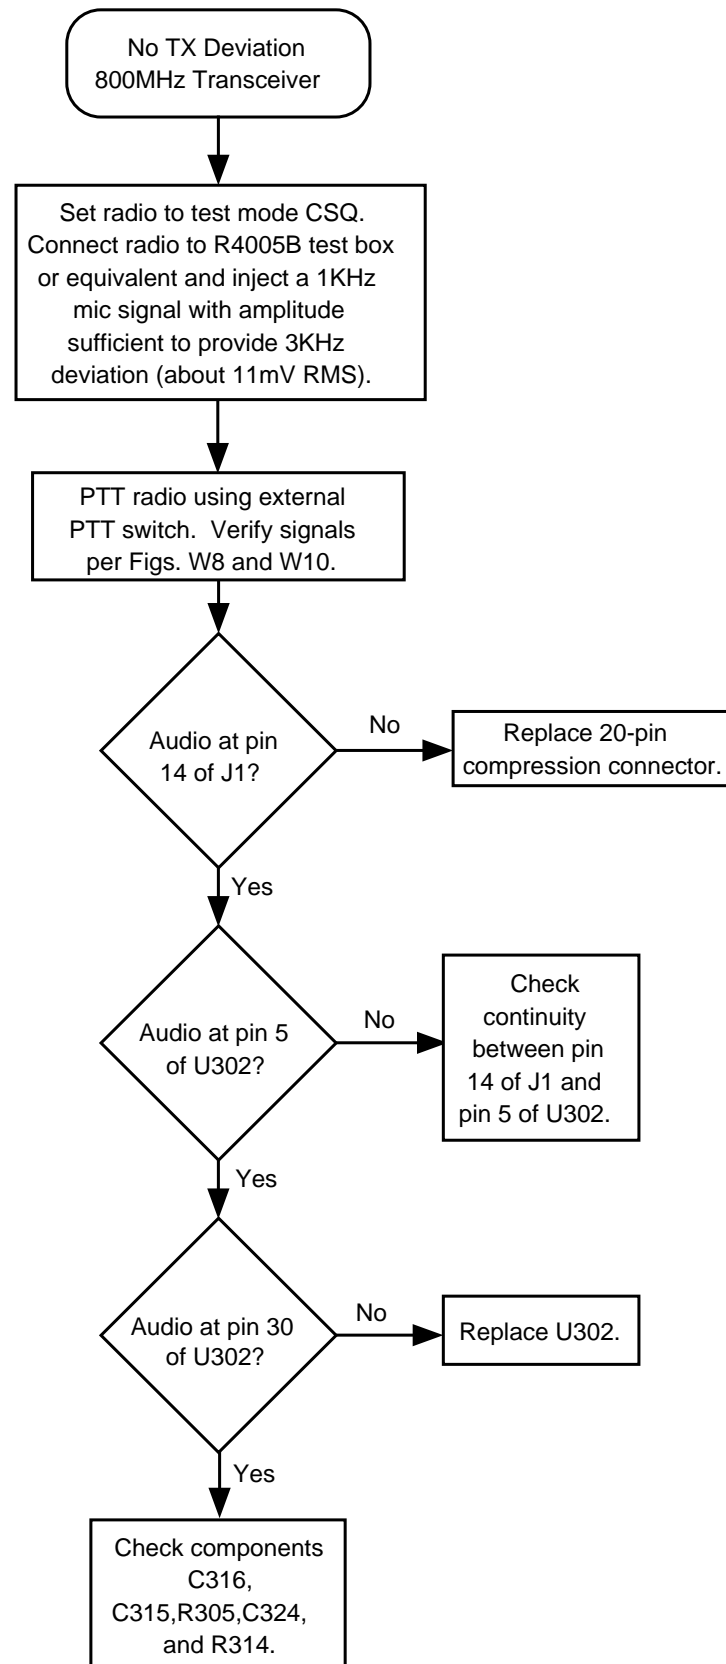 No TX Deviation
800MHz Transceiver
Set radio to test mode CSQ.
Connect radio to R4005B test box
or equivalent and inject a 1KHz
mic signal with amplitude
sufficient to provide 3KHz
deviation (about 11mV RMS).
PTT radio using external
PTT switch.  Verify signals
per Figs. W8 and W10.
Audio at pin
14 of J1?
No
Replace 20-pin
compression connector.
Yes
Audio at pin 5
of U302?
No
Check
continuity
between pin
14 of J1 and
pin 5 of U302.
Yes
Audio at pin 30
of U302?
No
Replace U302.
Yes
Check components
C316,
C315,R305,C324,
and R314.